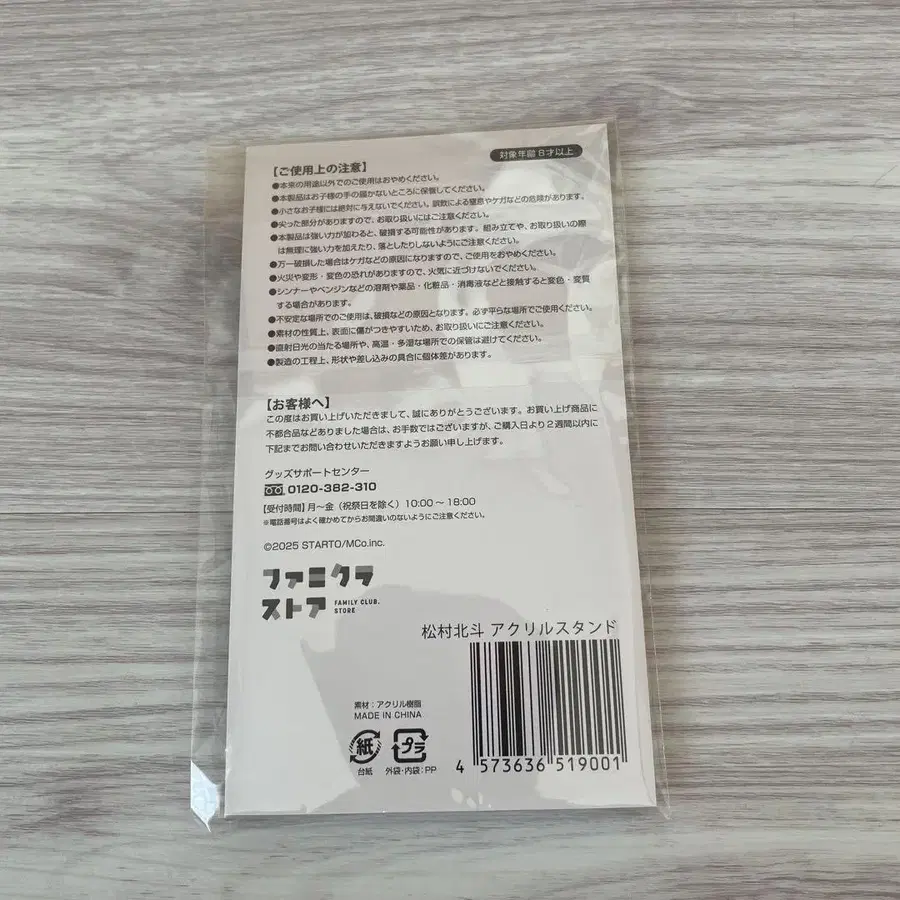 対象年齢 6才以上
【ご使用上の注意】
●本来の用途以外でのご使用はおやめください。
●本製品はお子様の手の届かないところに保管してください。
●小さなお子様には絶対に与えないでください。誤飲による窒息やケガなどの危険があります。
●尖った部分がありますので、お取り扱いにはご注意ください。
●本製品は強い力が加わると、破損する可能性があります。組み立てや、お取り扱いの際
は無理に強い力を加えたり、落としたりしないようにご注意ください。
●万一破損した場合はケガなどの原因になりますので、ご使用をおやめください。
●火災や変形・変色の恐れがありますので、火気に近づけないでください。
●シンナーやベンジンなどの溶剤や薬品・化粧品・消毒液などと接触すると変色・変質
する場合があります。
●不安定な場所でのご使用は、破損などの原因となります。必ず平らな場所でご使用ください。
●素材の性質上、表面に傷がつきやすいため、お取り扱いにご注意ください。
●直射日光の当たる場所や、高温・多湿な場所での保管は避けてください。
●製造の工程上、形状や差し込みの具合に個体差があります。
【お客様へ】
この度はお買い上げいただきまして、誠にありがとうございます。お買い上げ商品に
不都合品などありました場合は、お手数ではございますが、ご購入日より2週間以内に
下記までお問い合わせいただきますようお願い申し上げます。
グッズサポートセンター
0120-382-310
【受付時間】月〜金（祝祭日を除く）10:00〜18:00
※電話番号はよく確かめてからお間違いのないようにご注意ください。
©2025 STARTO/MCo.inc.
ファミクラ
ストア FAMILY CLUB.
STORE
松村北斗 アクリルスタンド
素材：アクリル樹脂
MADE IN CHINA
紙 プラ
台紙 外袋・内袋：PP
4 573636 519001